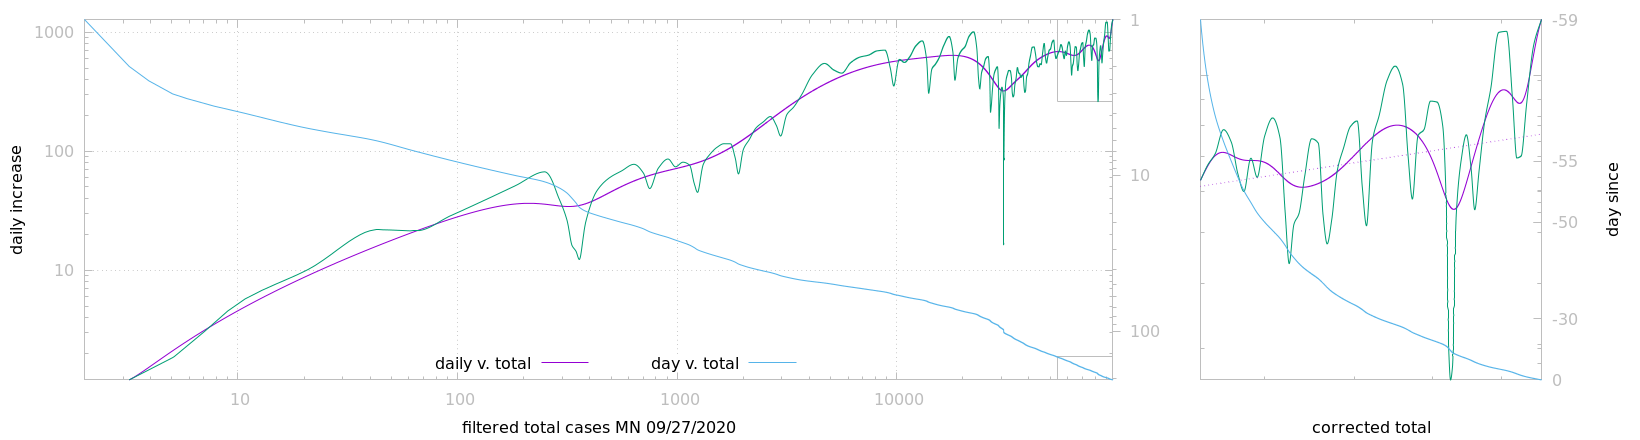 1000
100
10
daily increase
daily v. total
day v. total
10
100
1000
10000
filtered total cases MN 09/27/2020
1
10
100
-59
-55
-50
-30
0
day since
corrected total